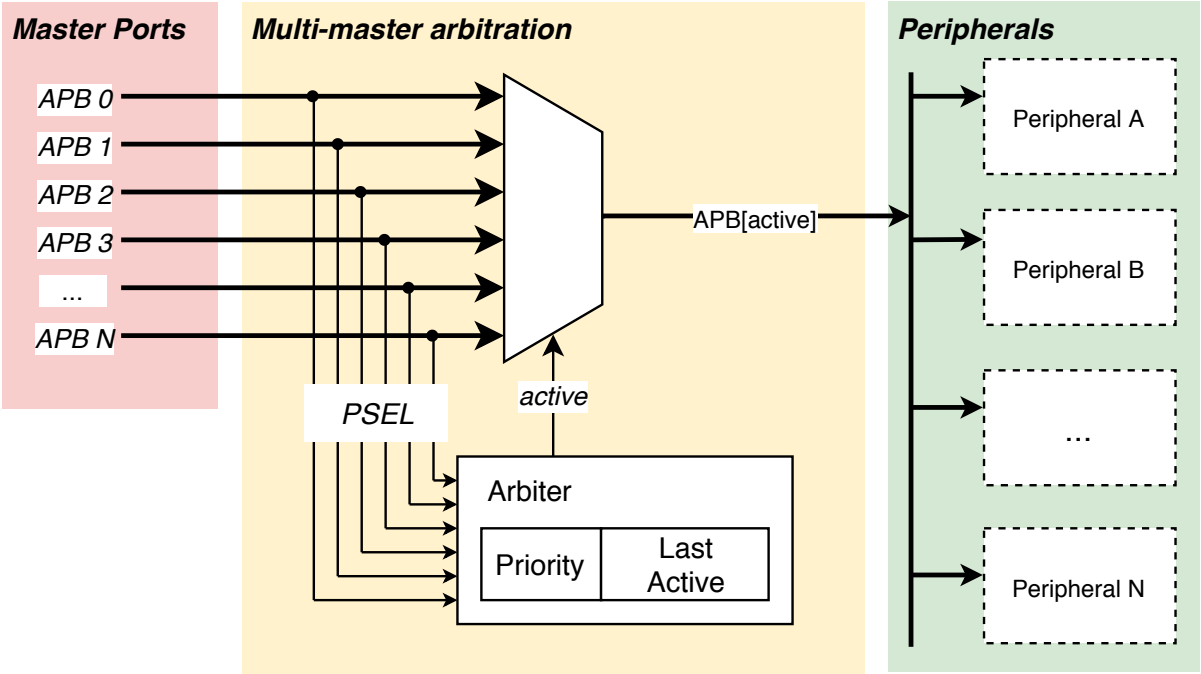 Master Ports
APB 0
APB 1
APB 2
APB 3
...
APB N
Multi-master arbitration
PSEL
active
APB[active]
Arbiter
Priority
Last
Active
Peripherals
Peripheral A
Peripheral B
...
Peripheral N